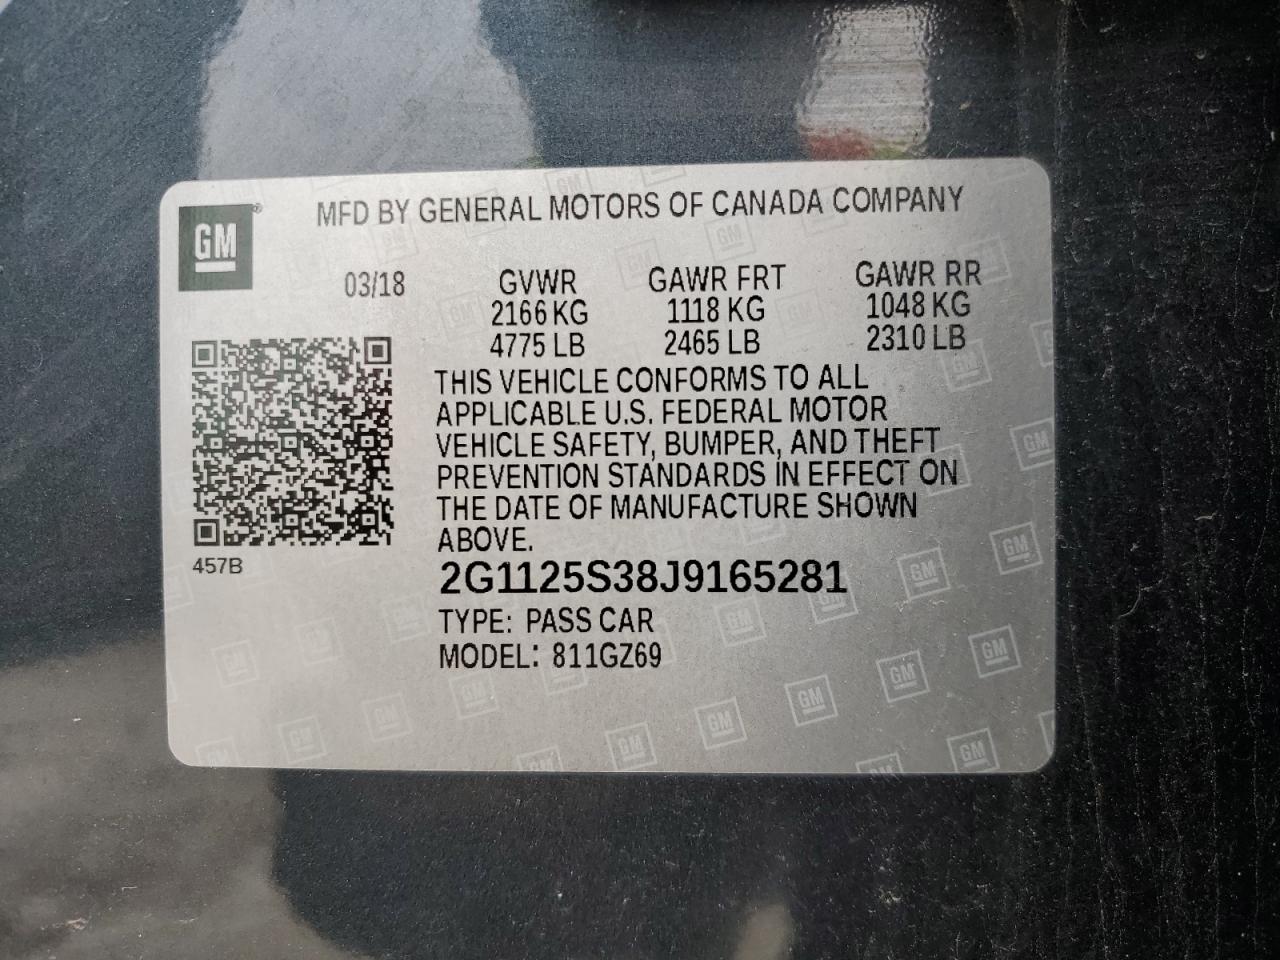 GM
MFD BY GENERAL MOTORS OF CANADA COMPANY
03/18 GVWR GAWR FRT GAWR RR
2166 KG 1118 KG 1048 KG
4775 LB 2465 LB 2310 LB
THIS VEHICLE CONFORMS TO ALL
APPLICABLE U.S. FEDERAL MOTOR
VEHICLE SAFETY, BUMPER, AND THEFT
PREVENTION STANDARDS IN EFFECT ON
THE DATE OF MANUFACTURE SHOWN
ABOVE.
457B
2G1125S38J9165281
TYPE: PASS CAR
MODEL: 811GZ69